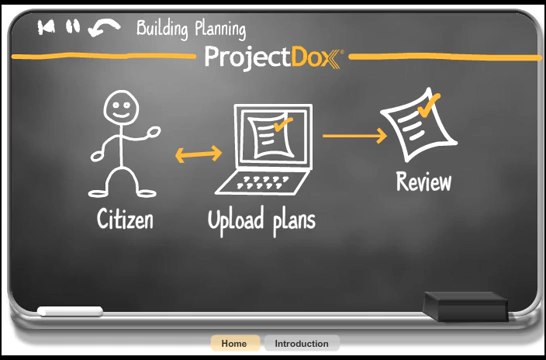 Building Planning
ProjectDox®
Citizen
Upload plans
Review
Home
Introduction